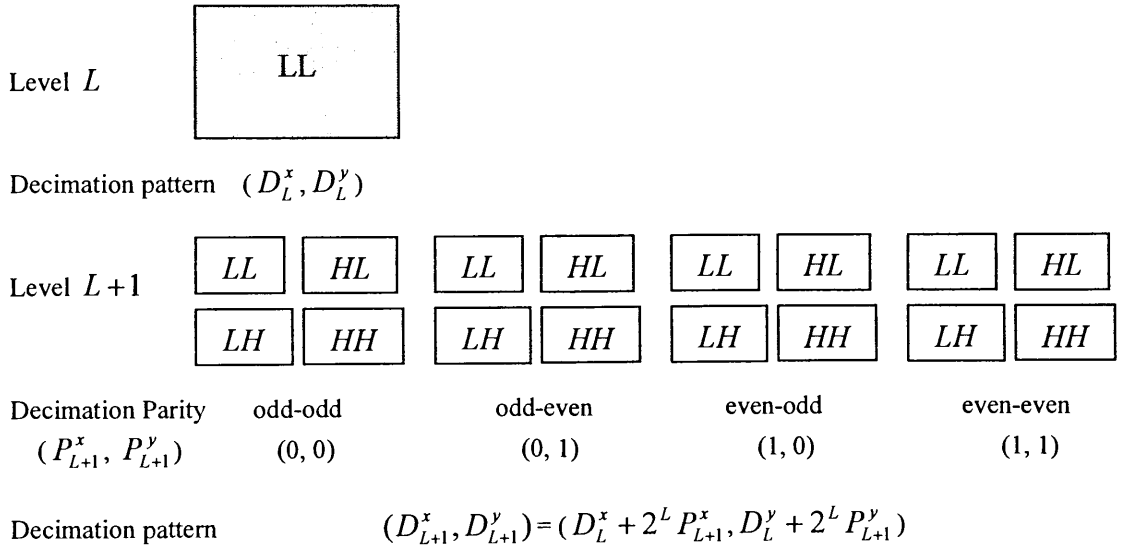 LL
Level L
Decimation pattern (D_L^x, D_L^y)
LL HL LL HL LL HL LL HL
Level L+1
LH HH LH HH LH HH LH HH
Decimation Parity odd-odd odd-even even-odd even-even
(P_{L+1}^x, P_{L+1}^y) (0, 0) (0, 1) (1, 0) (1, 1)
Decimation pattern (D_{L+1}^x, D_{L+1}^y) = (D_L^x + 2^L P_{L+1}^x, D_L^y + 2^L P_{L+1}^y)